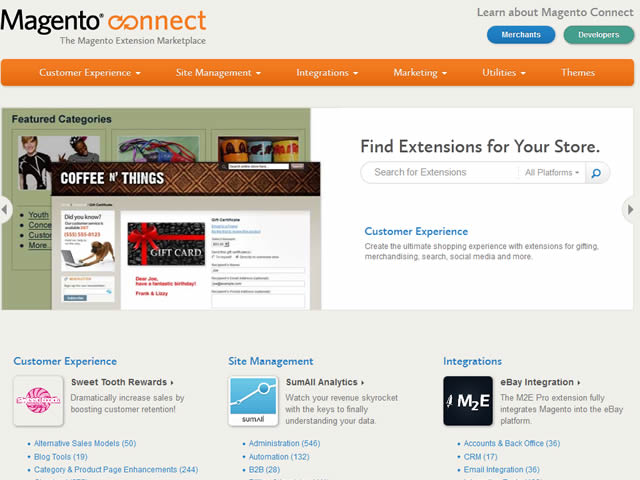 Magento® connect
The Magento Extension Marketplace
Learn about Magento Connect
Merchants
Developers
Customer Experience
Site Management
Integrations
Marketing
Utilities
Themes
Featured Categories
COFFEE N' THINGS
Youth
Conce
Custo
More...
Did you know?
Our customer service is
available 24/7
(555) 555-0123
Gift Certificate
GIFT CARD
Dear Joe,
have a fantastic birthday!
Frank & Lizzy
Find Extensions for Your Store.
Search for Extensions
All Platforms
Customer Experience
Create the ultimate shopping experience with extensions for gifting,
merchandising, search, social media and more.
Customer Experience
Sweet Tooth Rewards
Dramatically increase sales by
boosting customer retention!
Alternative Sales Models (50)
Blog Tools (19)
Category & Product Page Enhancements (244)
Site Management
sumAll
SumAll Analytics
Watch your revenue skyrocket
with the keys to finally
understanding your data.
Administration (546)
Automation (132)
B2B (28)
Integrations
M2E
eBay Integration
The M2E Pro extension fully
integrates Magento into the eBay
platform.
Accounts & Back Office (36)
CRM (17)
Email Integration (36)